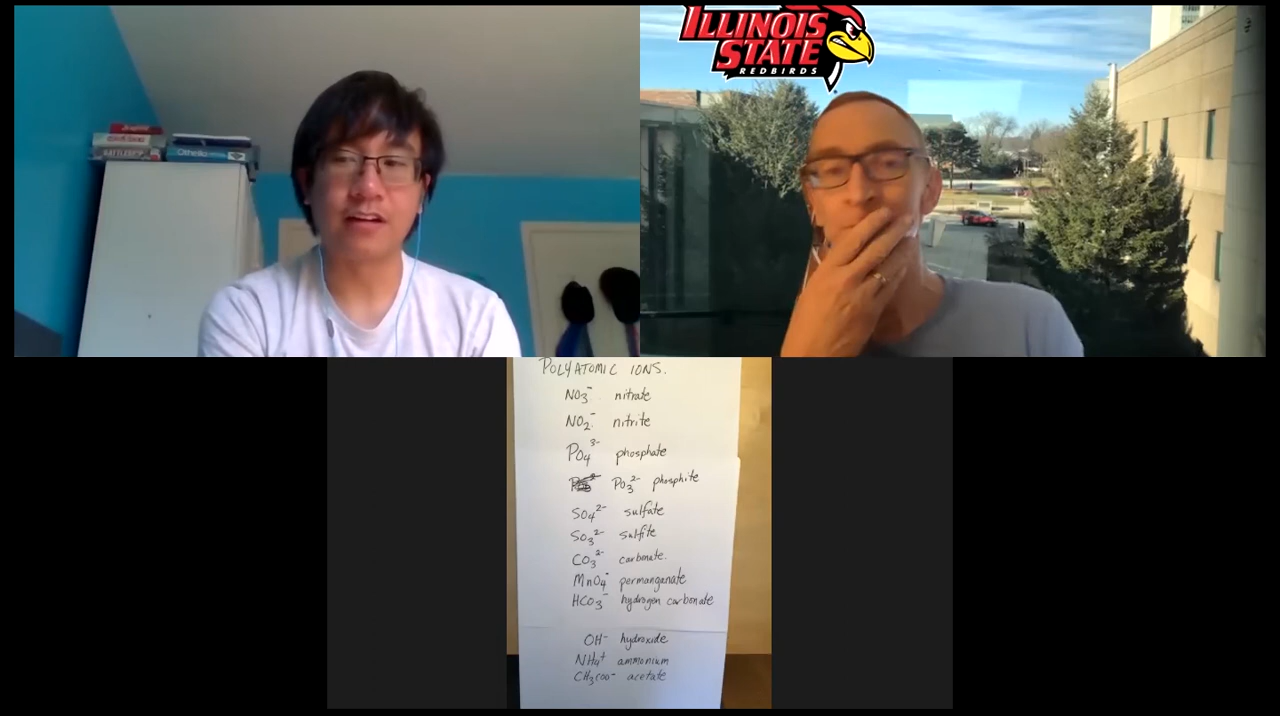 ILLINOIS
STATE
REDBIRDS
Othello
POLYATOMIC IONS.
NO₃⁻ nitrate
NO₂⁻ nitrite
PO₄³⁻ phosphate
PO₃²⁻ phosphite
SO₄²⁻ sulfate
SO₃²⁻ sulfite
CO₃²⁻ carbonate.
MnO₄⁻ permanganate
HCO₃⁻ hydrogen carbonate
OH⁻ hydroxide
NH₄⁺ ammonium
CH₃COO⁻ acetate